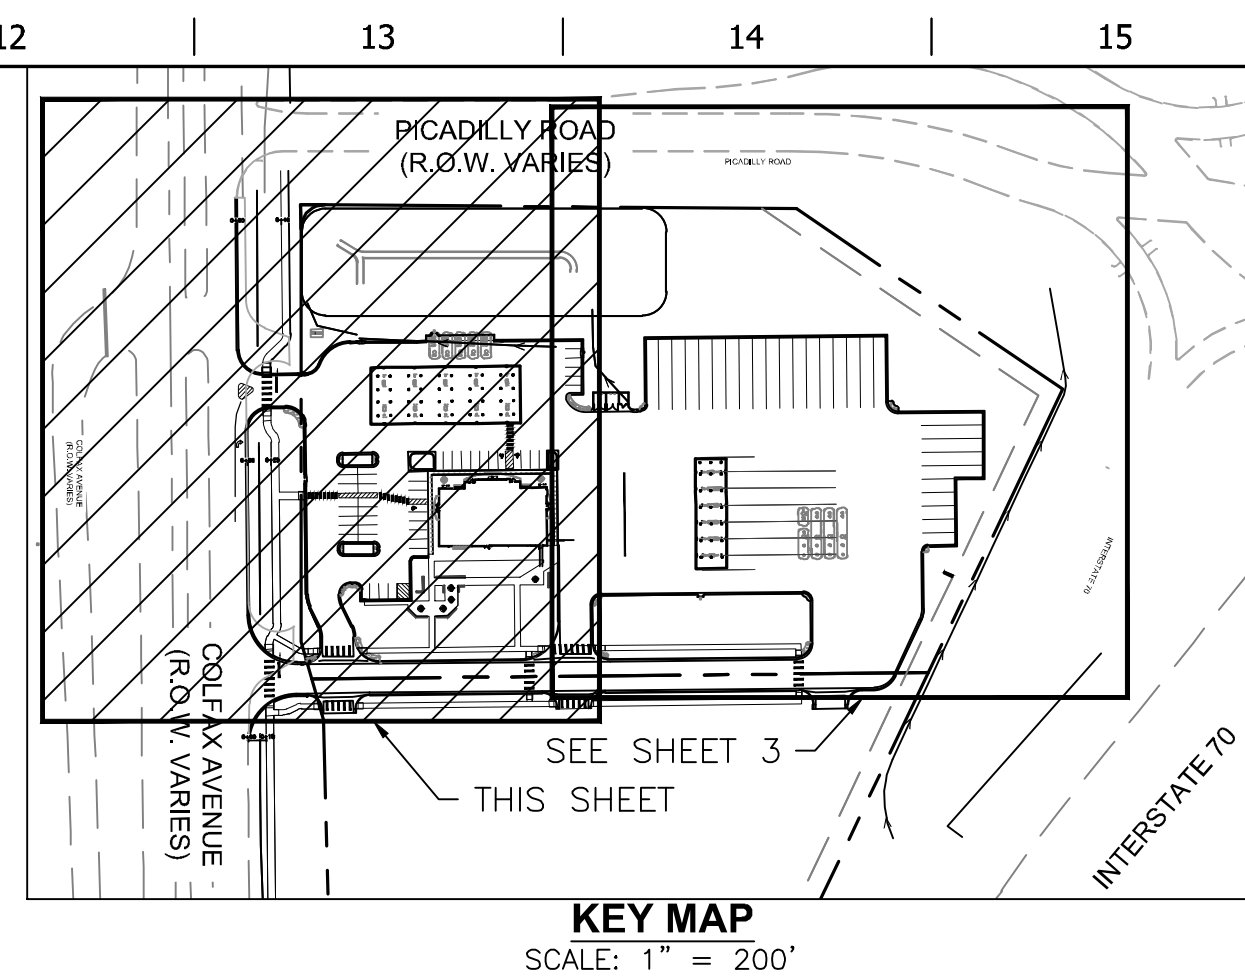 12
13
14
15
PICADILLY ROAD
(R.O.W. VARIES)
PICADILLY ROAD
COLFAX AVENUE
(R.O.W. VARIES)
INTERSTATE 70
COLFAX AVENUE
(R.O.W. VARIES)
SEE SHEET 3
THIS SHEET
INTERSTATE 70
KEY MAP
SCALE: 1" = 200'